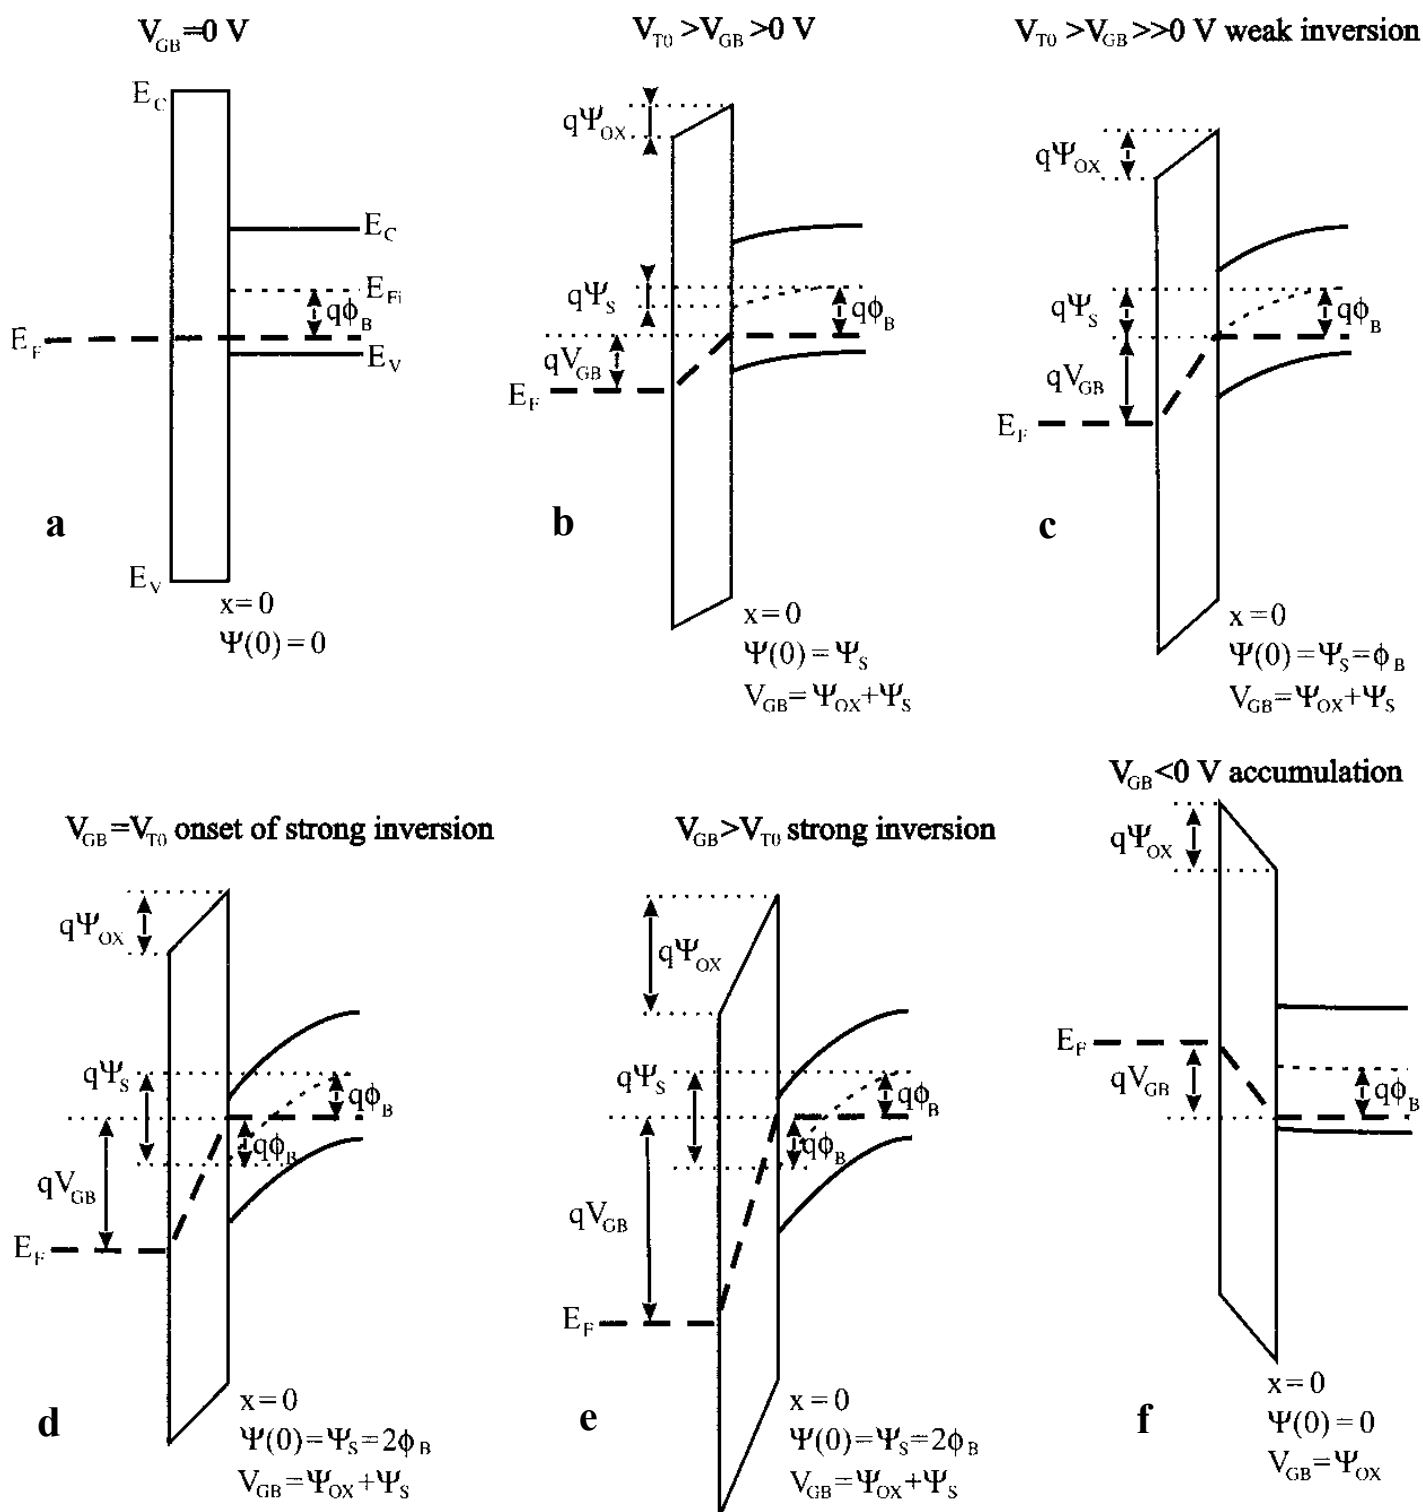 V_GB=0 V
E_C
E_C
E_Fi
qϕ_B
E_F
E_V
a
E_V
x=0
Ψ(0)=0
V_T0>V_GB>0 V
qΨ_OX
qΨ_S
qϕ_B
qV_GB
E_F
b
x=0
Ψ(0)=Ψ_S
V_GB=Ψ_OX+Ψ_S
V_T0>V_GB>>0 V weak inversion
qΨ_OX
qΨ_S
qϕ_B
qV_GB
E_F
c
x=0
Ψ(0)=Ψ_S=ϕ_B
V_GB=Ψ_OX+Ψ_S
V_GB=V_T0 onset of strong inversion
qΨ_OX
qΨ_S
qϕ_B
qϕ_B
qV_GB
E_F
d
x=0
Ψ(0)=Ψ_S=2ϕ_B
V_GB=Ψ_OX+Ψ_S
V_GB>V_T0 strong inversion
qΨ_OX
qΨ_S
qϕ_B
qϕ_B
qV_GB
E_F
e
x=0
Ψ(0)=Ψ_S=2ϕ_B
V_GB=Ψ_OX+Ψ_S
V_GB<0 V accumulation
qΨ_OX
E_F
qV_GB
qϕ_B
f
x=0
Ψ(0)=0
V_GB=Ψ_OX